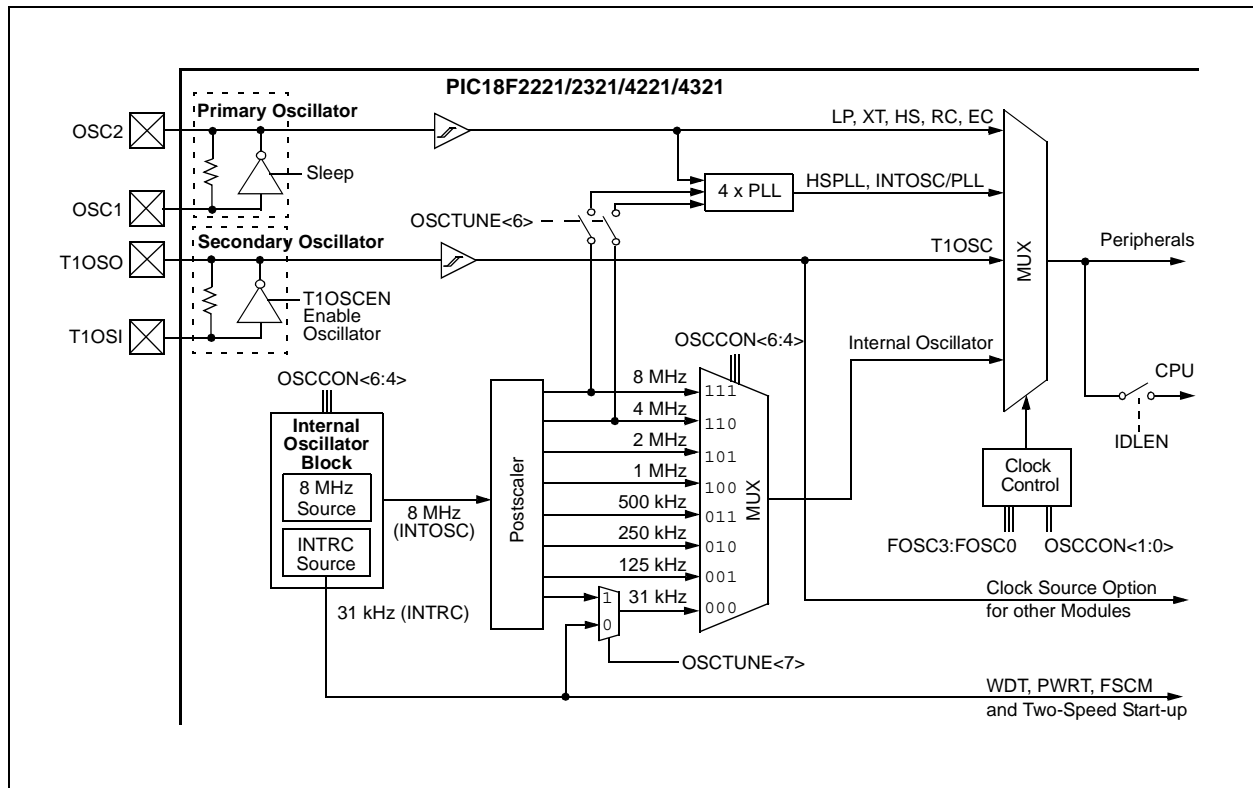 PIC18F2221/2321/4221/4321
Primary Oscillator
OSC2
OSC1
Sleep
LP, XT, HS, RC, EC
4 x PLL
HSPLL, INTOSC/PLL
OSCTUNE<6>
Secondary Oscillator
T1OSO
T1OSI
T1OSCEN
Enable
Oscillator
T1OSC
MUX
Peripherals
Internal Oscillator
CPU
IDLEN
Clock
Control
FOSC3:FOSC0
OSCCON<1:0>
OSCCON<6:4>
Internal
Oscillator
Block
8 MHz
Source
INTRC
Source
8 MHz
(INTOSC)
31 kHz (INTRC)
Postscaler
OSCCON<6:4>
8 MHz
111
4 MHz
110
2 MHz
101
1 MHz
100
500 kHz
011
250 kHz
010
125 kHz
001
31 kHz
000
MUX
1
0
OSCTUNE<7>
Clock Source Option
for other Modules
WDT, PWRT, FSCM
and Two-Speed Start-up